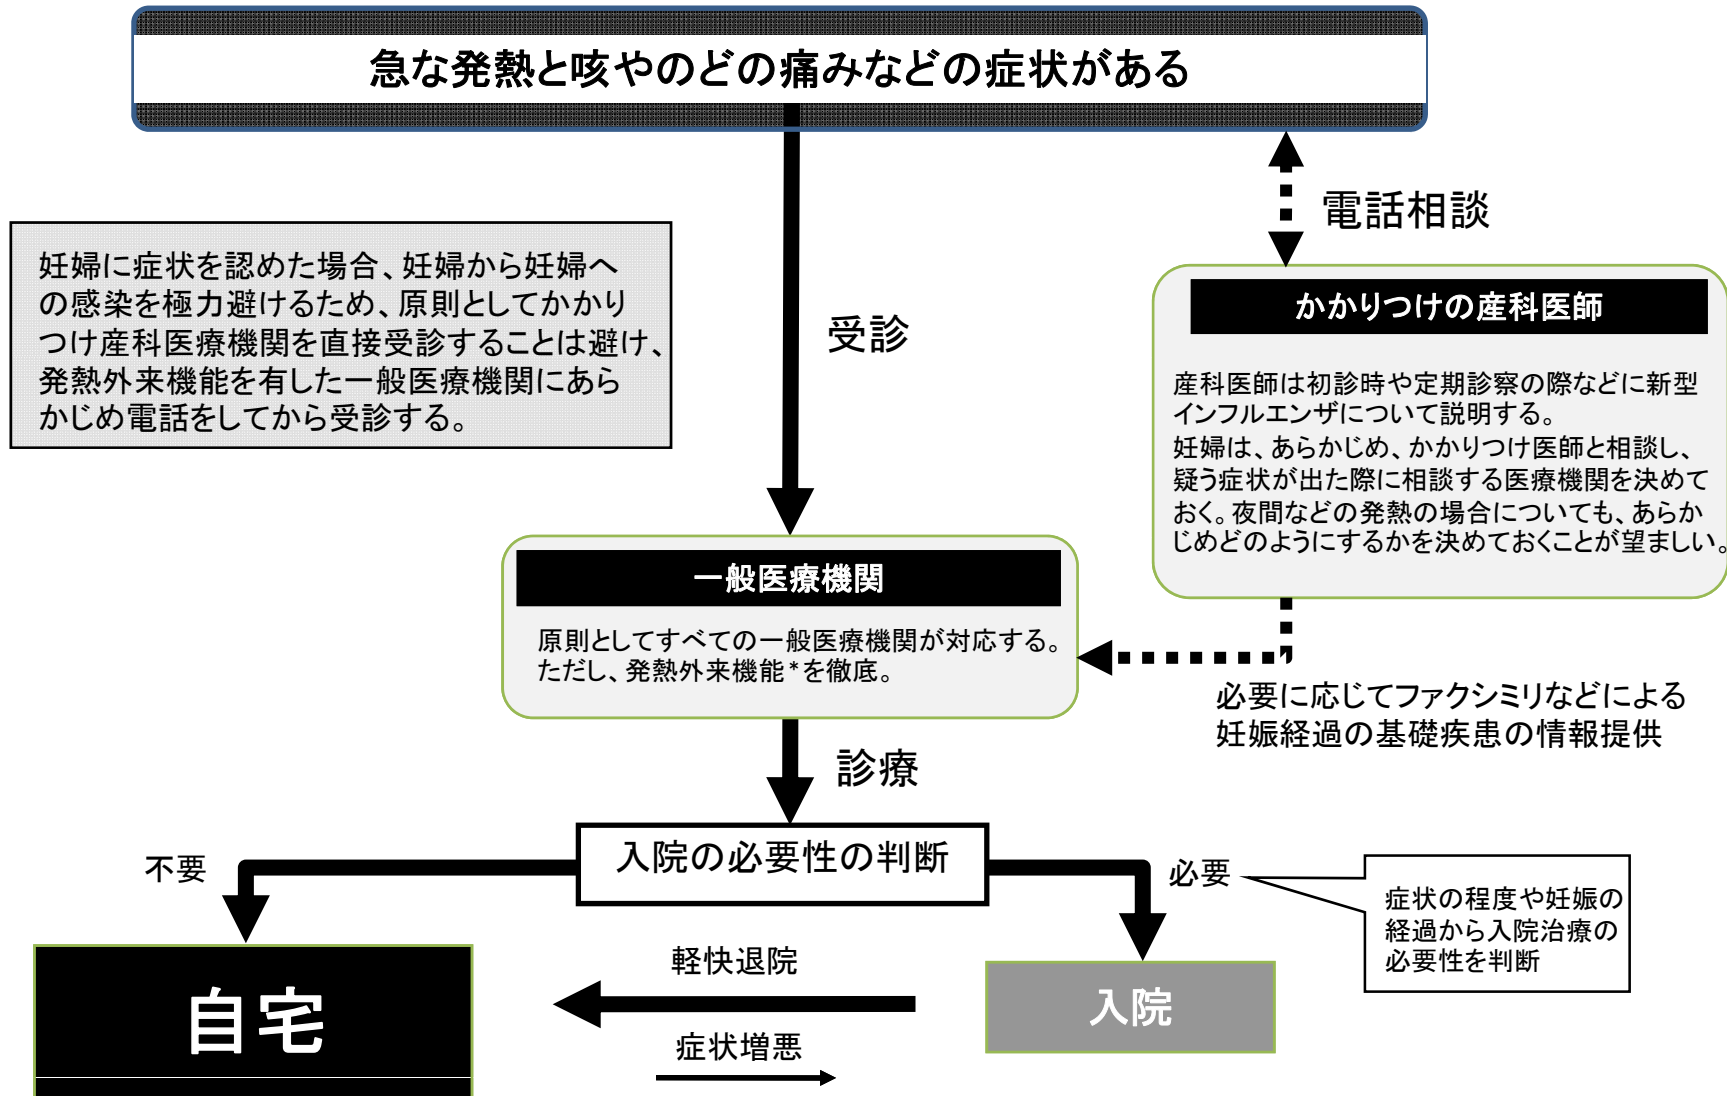 急な発熱と咳やのどの痛みなどの症状がある
電話相談
妊婦に症状を認めた場合、妊婦から妊婦へ
の感染を極力避けるため、原則としてかかり
つけ産科医療機関を直接受診することは避け、
発熱外来機能を有した一般医療機関にあら
かじめ電話をしてから受診する。
受診
かかりつけの産科医師
産科医師は初診時や定期診察の際などに新型
インフルエンザについて説明する。
妊婦は、あらかじめ、かかりつけ医師と相談し、
疑う症状が出た際に相談する医療機関を決めて
おく。夜間などの発熱の場合についても、あらか
じめどのようにするかを決めておくことが望ましい。
一般医療機関
原則としてすべての一般医療機関が対応する。
ただし、発熱外来機能*を徹底。
必要に応じてファクシミリなどによる
妊娠経過の基礎疾患の情報提供
診療
入院の必要性の判断
不要
必要
症状の程度や妊娠の
経過から入院治療の
必要性を判断
自宅
軽快退院
症状増悪
入院